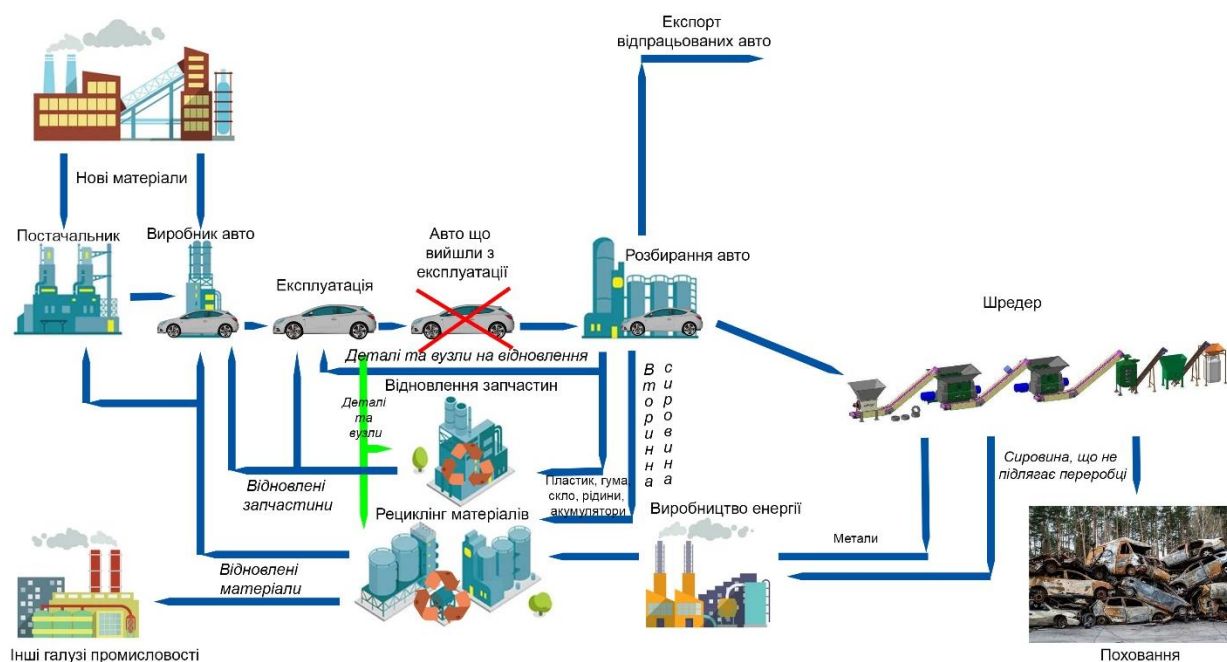 Експорт
відпрацьованих авто
Нові матеріали
Постачальник
Виробник авто
Експлуатація
Авто що
вийшли з
експлуатації
Розбирання авто
Шредер
Деталі та вузли на відновлення
Відновлення запчастин
Деталі
та
вузли
Вторинна
сировина
Сировина, що не
підлягає переробці
Відновлені
запчастини
Пластик, гума,
скло, рідини,
акумулятори
Рециклінг матеріалів
Виробництво енергії
Метали
Відновлені
матеріали
Інші галузі промисловості
Поховання